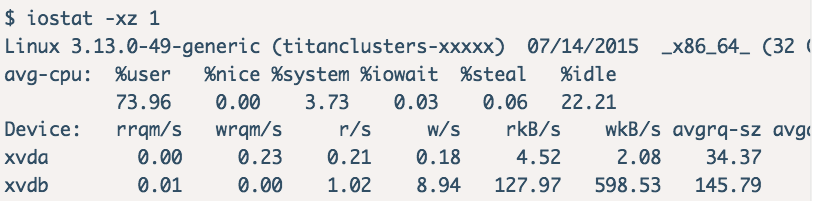 $ iostat -xz 1
Linux 3.13.0-49-generic (titanclusters-xxxxx)  07/14/2015  _x86_64_ (32
avg-cpu:  %user   %nice %system %iowait  %steal   %idle
          73.96    0.00    3.73    0.03    0.06   22.21
Device:   rrqm/s   wrqm/s     r/s     w/s    rkB/s    wkB/s avgrq-sz
xvda        0.00     0.23    0.21    0.18     4.52     2.08    34.37
xvdb        0.01     0.00    1.02    8.94   127.97   598.53   145.79